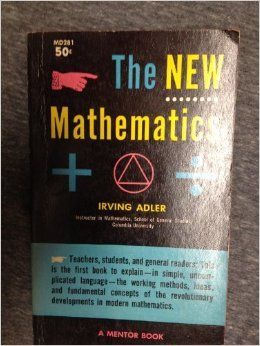 MD281
50¢
The NEW
Mathematics
IRVING ADLER
Instructor in Mathematics, School of General Studies
Columbia University
Teachers, students, and general readers: This
is the first book to explain—in simple, uncom-
plicated language—the working methods, ideas,
and fundamental concepts of the revolutionary
developments in modern mathematics.
A MENTOR BOOK